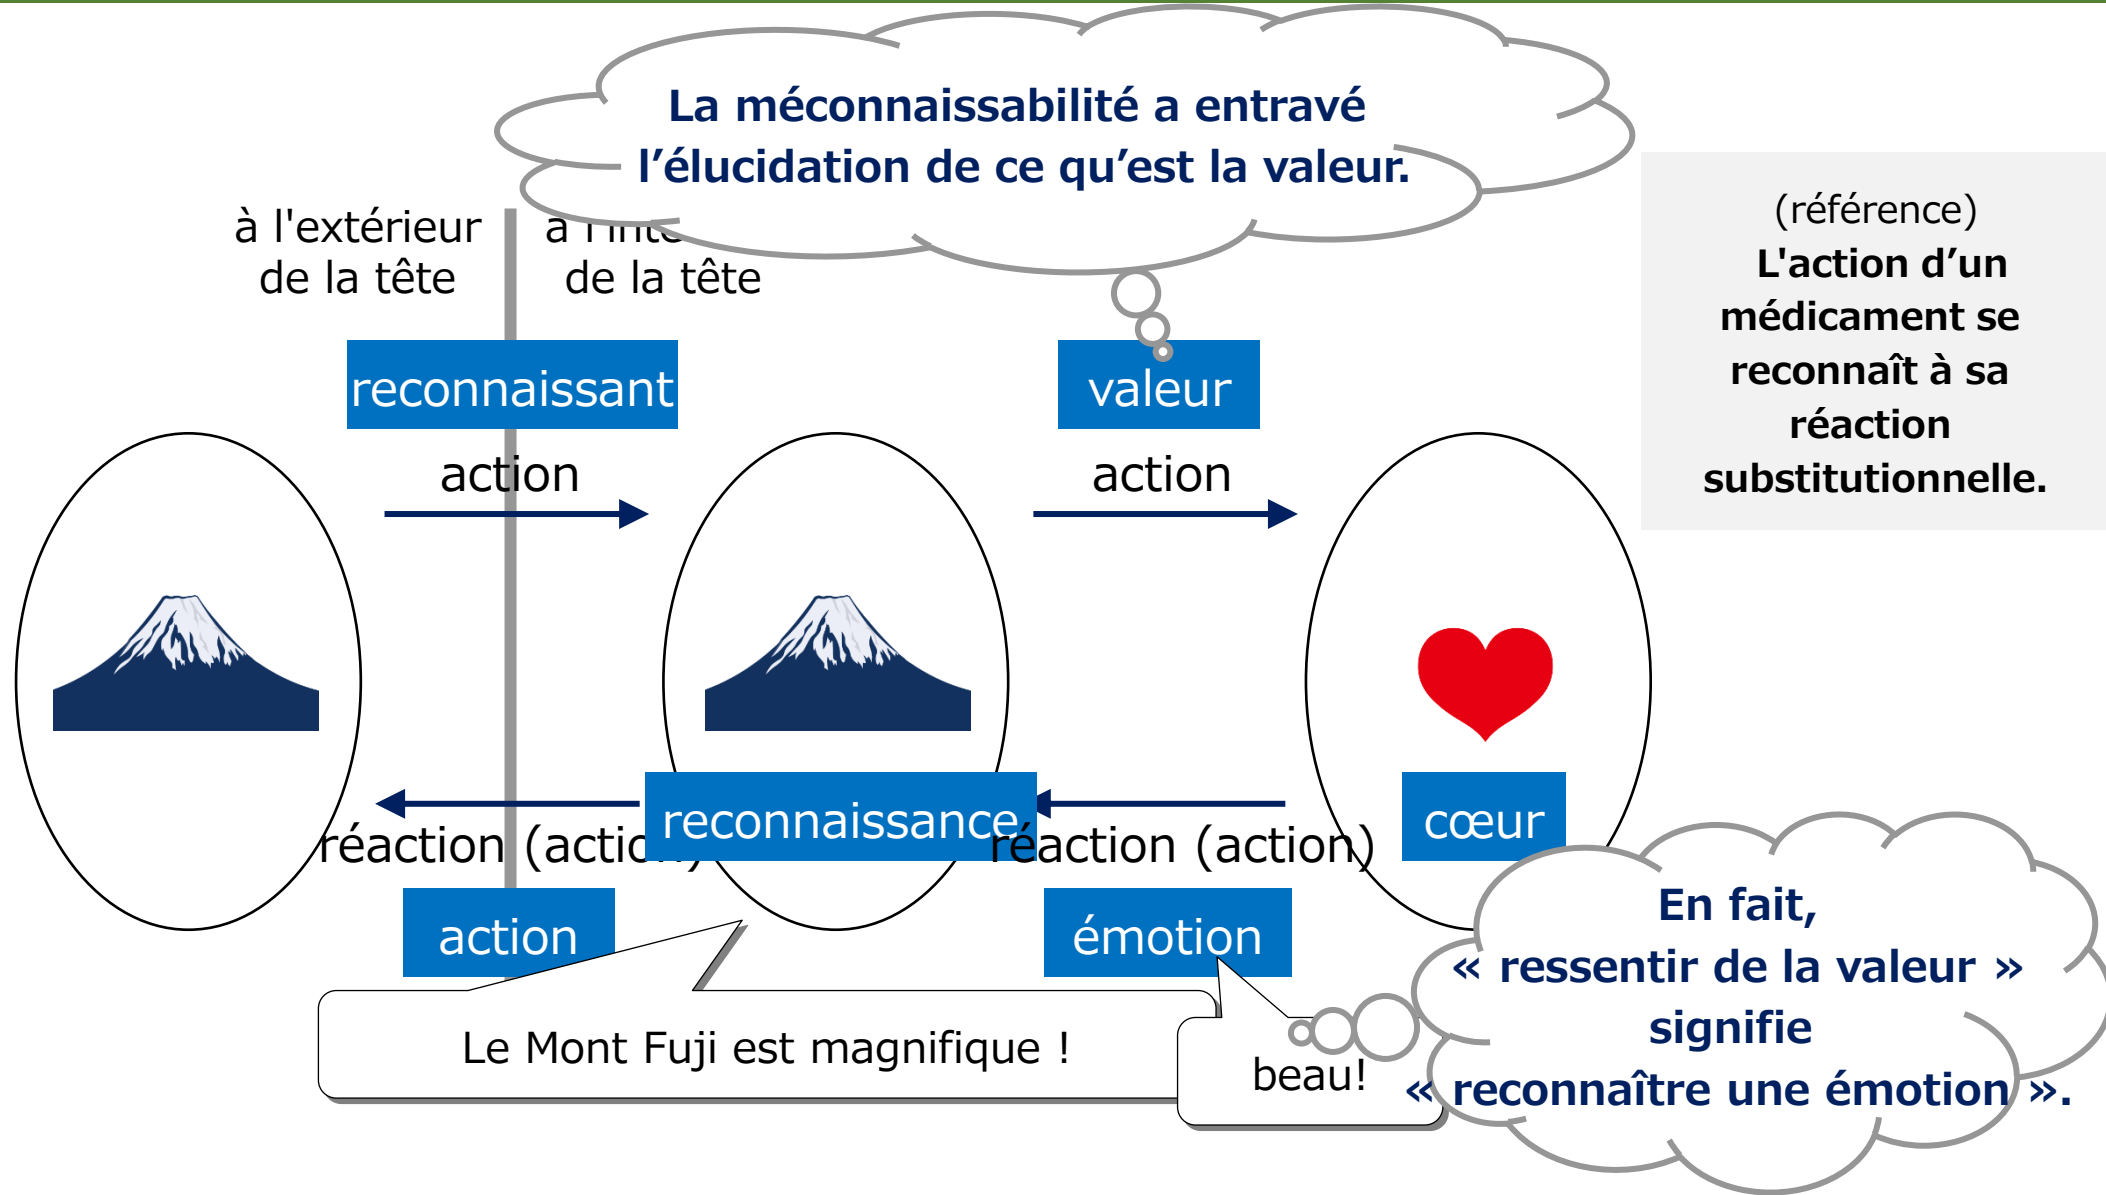 La méconnaissabilité a entravé
l’élucidation de ce qu’est la valeur.
à l'extérieur
de la tête
de la tête
(référence)
L'action d’un
médicament se
reconnaît à sa
réaction
substitutionnelle.
reconnaissant
valeur
action
action
reconnaissance
cœur
réaction (action)
réaction (action)
action
émotion
Le Mont Fuji est magnifique !
beau!
En fait,
« ressentir de la valeur »
signifie
« reconnaître une émotion ».